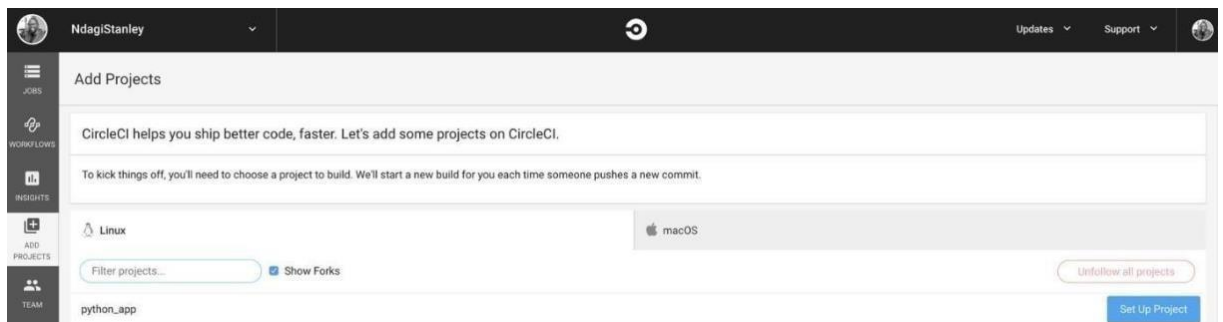 NdagiStanley
Updates
Support
JOBS
WORKFLOWS
INSIGHTS
ADD
PROJECTS
TEAM
Add Projects
CircleCI helps you ship better code, faster. Let's add some projects on CircleCI.
To kick things off, you'll need to choose a project to build. We'll start a new build for you each time someone pushes a new commit.
Linux
macOS
Filter projects...
Show Forks
Unfollow all projects
python_app
Set Up Project